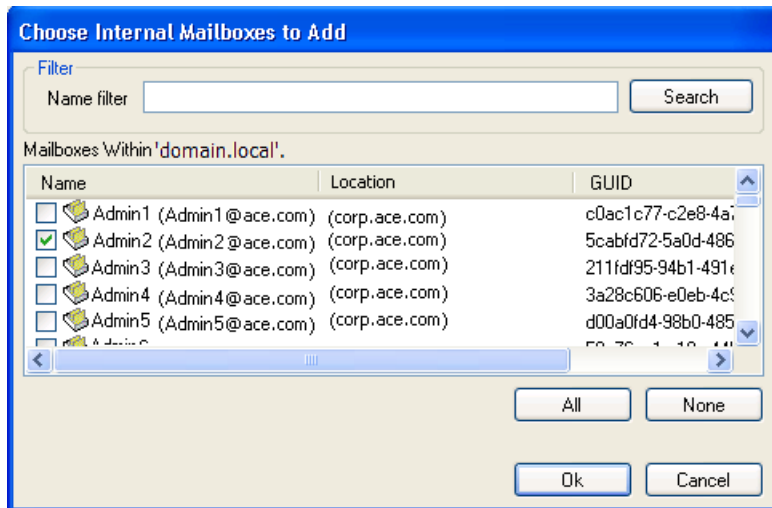 Choose Internal Mailboxes to Add
Filter
Name filter Search
Mailboxes Within 'domain.local'.
Name Location GUID
Admin1 (Admin1@ace.com) (corp.ace.com) c0ac1c77-c2e8-4a
Admin2 (Admin2@ace.com) (corp.ace.com) 5cabfd72-5a0d-486
Admin3 (Admin3@ace.com) (corp.ace.com) 211fdf95-94b1-491
Admin4 (Admin4@ace.com) (corp.ace.com) 3a28c606-e0eb-4c
Admin5 (Admin5@ace.com) (corp.ace.com) d00a0fd4-98b0-485
All None
Ok Cancel